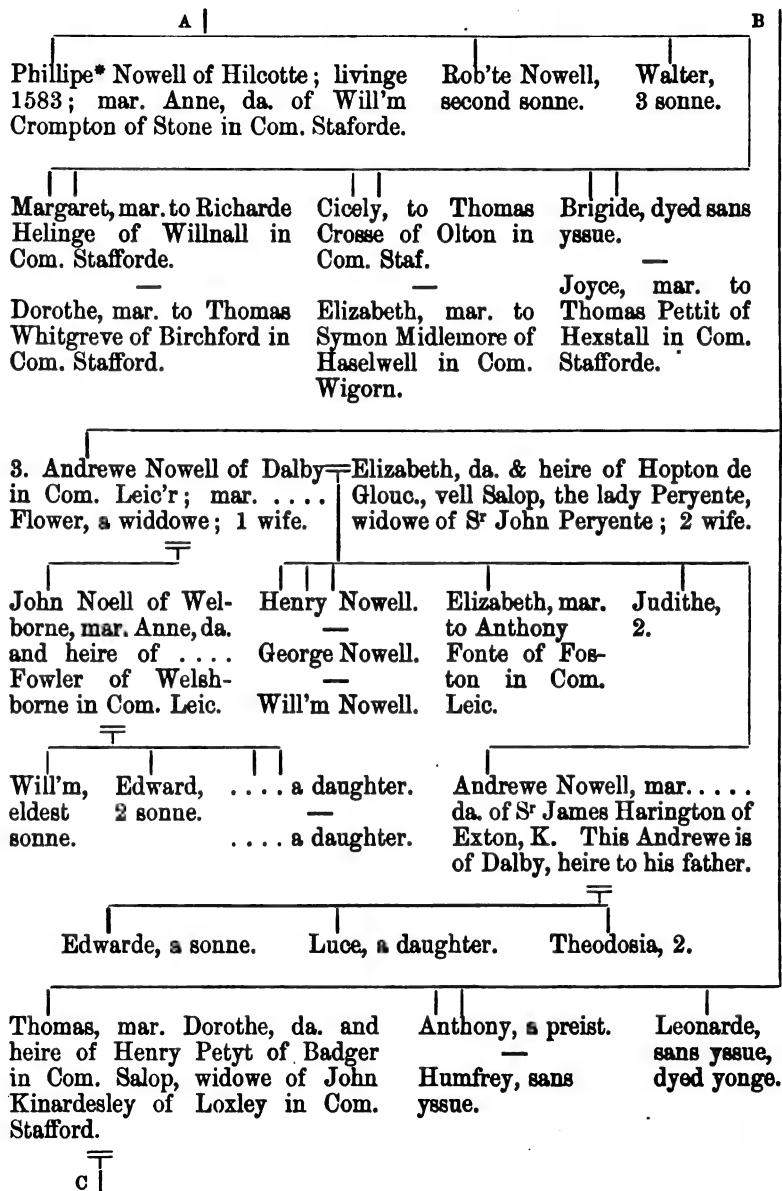 A B
Phillipe* Nowell of Hilcotte; livinge
1583; mar. Anne, da. of Will'm
Crompton of Stone in Com. Staforde.
Rob'te Nowell,
second sonne.
Walter,
3 sonne.
Margaret, mar. to Richarde
Helinge of Willnall in
Com. Stafforde.
—
Dorothe, mar. to Thomas
Whitgreve of Birchford in
Com. Stafford.
Cicely, to Thomas
Crosse of Olton in
Com. Staf.
—
Elizabeth, mar. to
Symon Midlemore of
Haselwell in Com.
Wigorn.
Brigide, dyed sans
yssue.
—
Joyce, mar. to
Thomas Pettit of
Hexstall in Com.
Stafforde.
3. Andrewe Nowell of Dalby
in Com. Leic'r; mar. ....
Flower, a widdowe; 1 wife.
Elizabeth, da. & heire of Hopton de
Glouc., vell Salop, the lady Peryente,
widowe of Sr John Peryente; 2 wife.
John Noell of Wel-
borne, mar. Anne, da.
and heire of ....
Fowler of Welsh-
borne in Com. Leic.
Henry Nowell.
—
George Nowell.
—
Will'm Nowell.
Elizabeth, mar.
to Anthony
Fonte of Fos-
ton in Com.
Leic.
Judithe,
2.
Will'm,
eldest
sonne.
Edward,
2 sonne.
.... a daughter.
—
.... a daughter.
Andrewe Nowell, mar.....
da. of Sr James Harington of
Exton, K. This Andrewe is
of Dalby, heire to his father.
Edwarde, a sonne. Luce, a daughter. Theodosia, 2.
Thomas, mar. Dorothe, da. and
heire of Henry Petyt of Badger
in Com. Salop, widowe of John
Kinardesley of Loxley in Com.
Stafford.
Anthony, a preist.
—
Humfrey, sans
yssue.
Leonarde,
sans yssue,
dyed yonge.
C